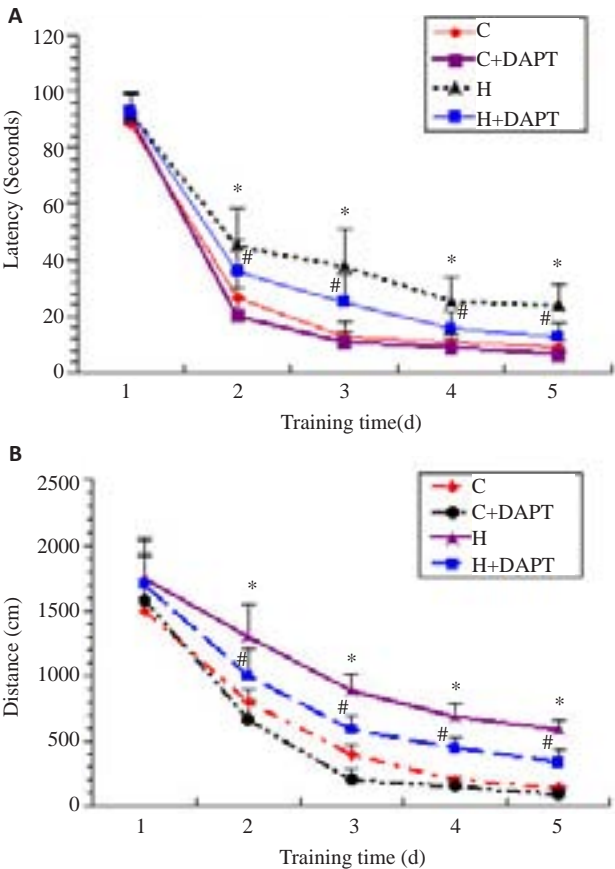 A
120
100
80
60
40
20
0
Latency (Seconds)
C
C+DAPT
H
H+DAPT
* * * *
# # # #
1 2 3 4 5
Training time(d)
B
2500
2000
1500
1000
500
0
Distance (cm)
C
C+DAPT
H
H+DAPT
* * * *
# # # #
1 2 3 4 5
Training time (d)